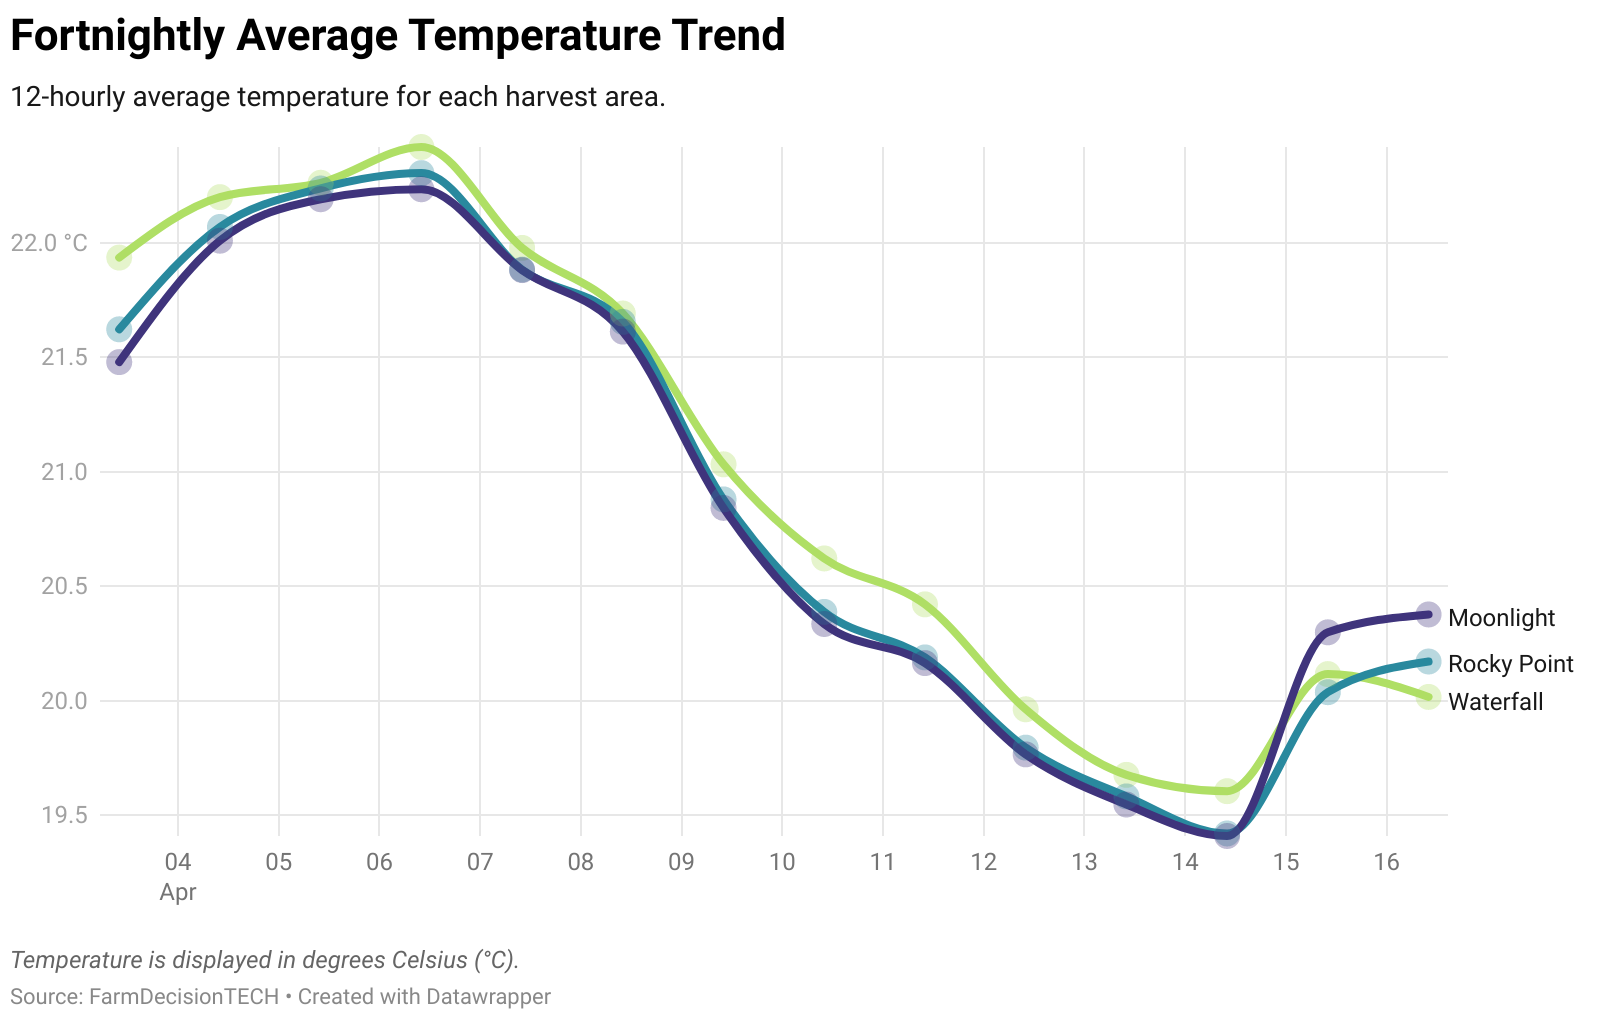 Fortnightly Average Temperature Trend
12-hourly average temperature for each harvest area.
22.0 °C
21.5
21.0
20.5
20.0
19.5
Moonlight
Rocky Point
Waterfall
04 05 06 07 08 09 10 11 12 13 14 15 16
Apr
Temperature is displayed in degrees Celsius (°C).
Source: FarmDecisionTECH • Created with Datawrapper